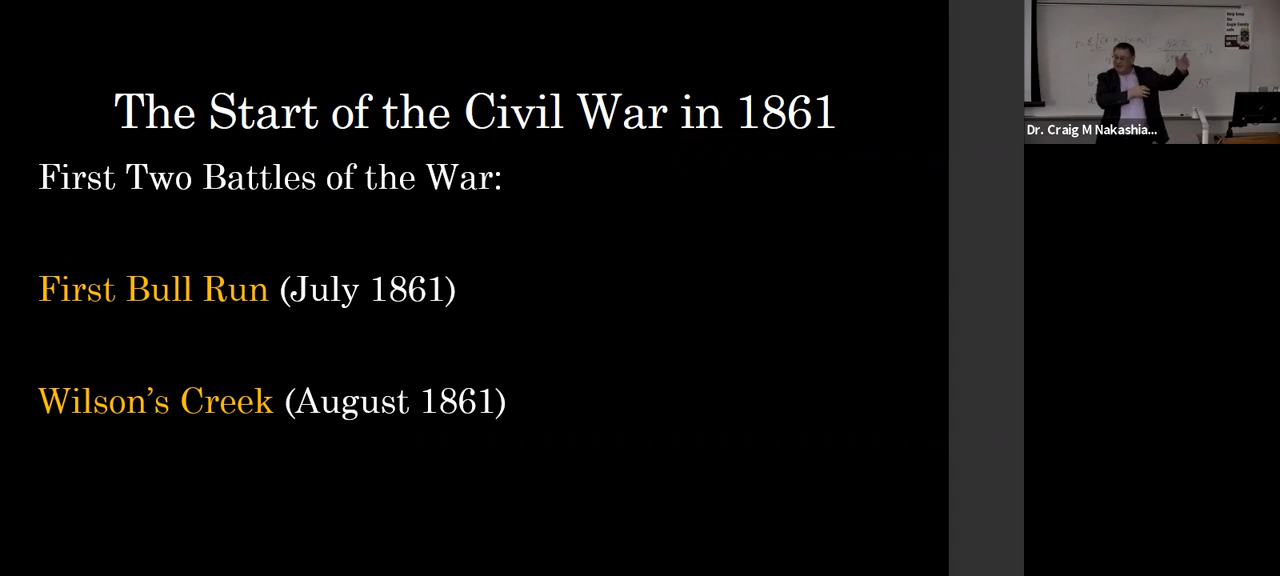 The Start of the Civil War in 1861
First Two Battles of the War:
First Bull Run (July 1861)
Wilson's Creek (August 1861)
Dr. Craig M Nakashia...